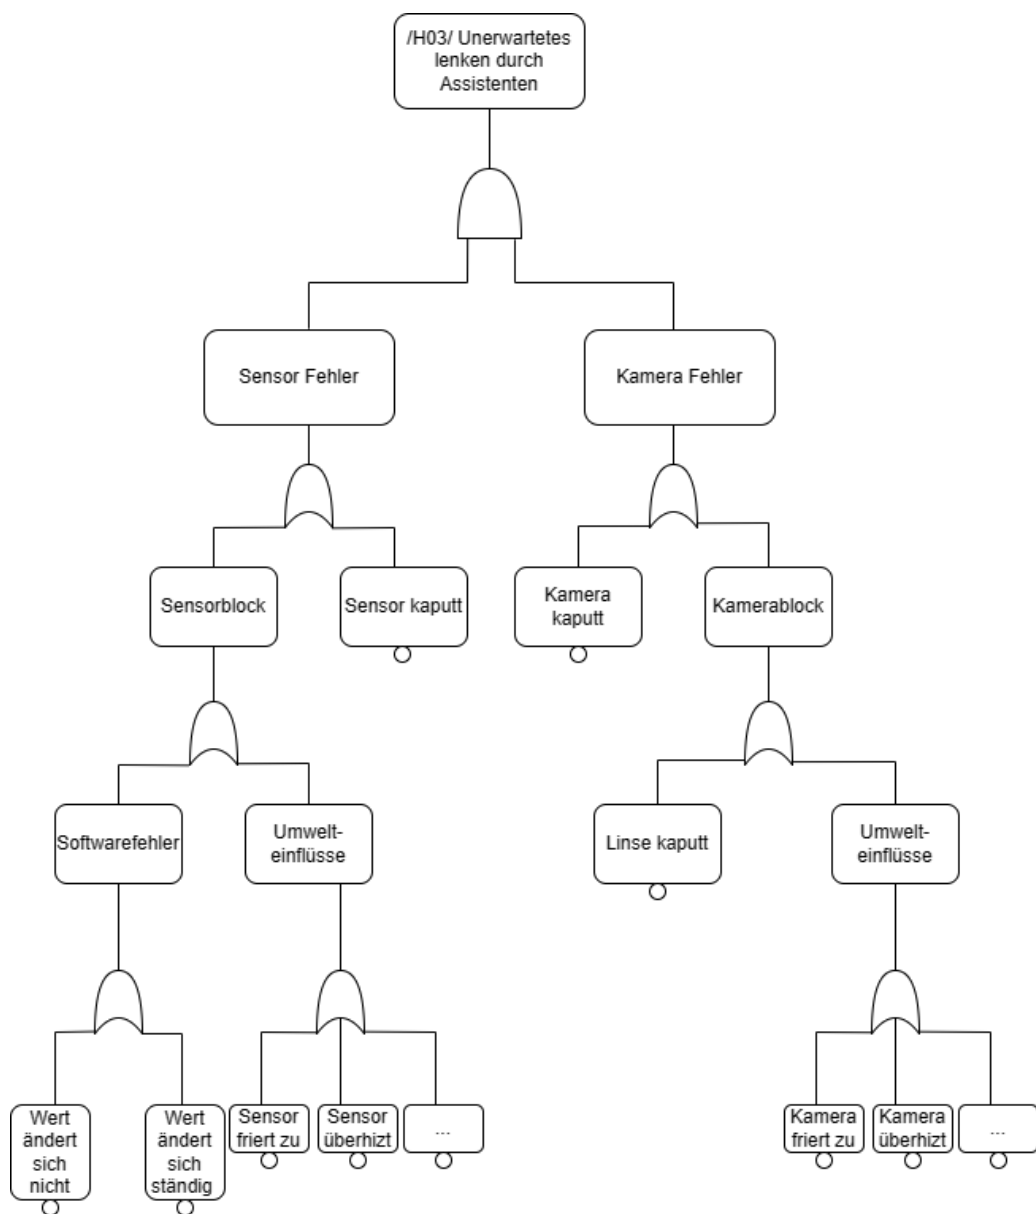 /H03/ Unerwartetes
lenken durch
Assistenten
Sensor Fehler
Kamera Fehler
Sensorblock
Sensor kaputt
Kamera
kaputt
Kamerablock
Softwarefehler
Umwelt-
einflüsse
Linse kaputt
Umwelt-
einflüsse
Wert
ändert
sich
nicht
Wert
ändert
sich
ständig
Sensor
friert zu
Sensor
überhizt
...
Kamera
friert zu
Kamera
überhizt
...